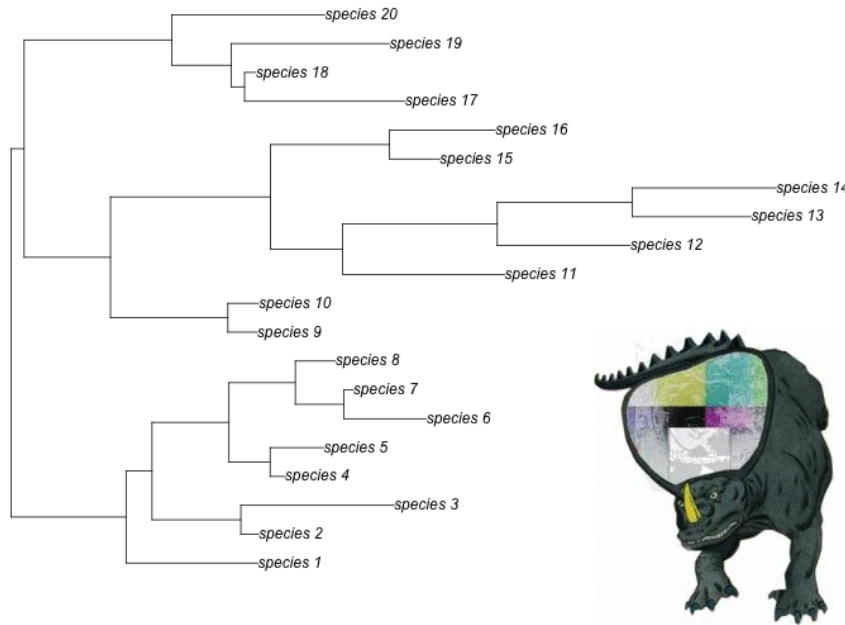 species 20
species 19
species 18
species 17
species 16
species 15
species 14
species 13
species 12
species 11
species 10
species 9
species 8
species 7
species 6
species 5
species 4
species 3
species 2
species 1